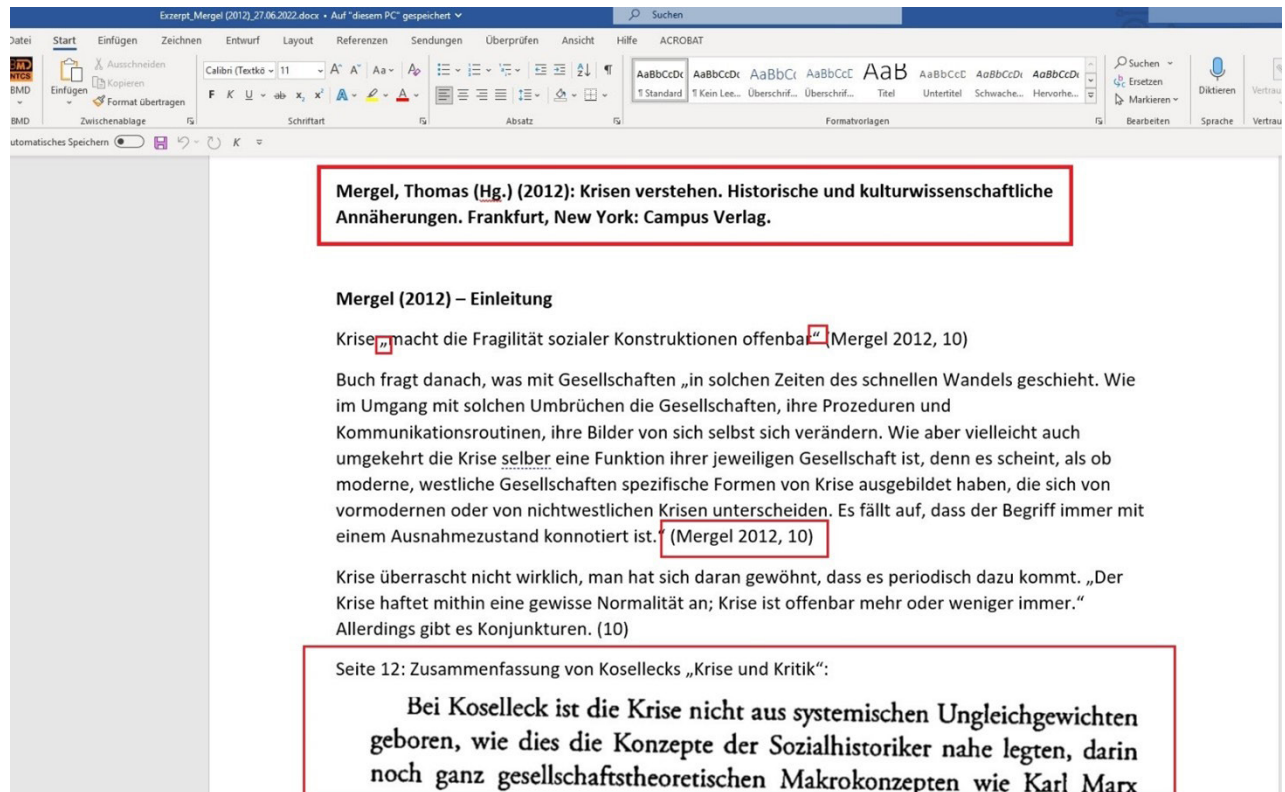 Exzerpt_Mergel (2012)_27.06.2022.docx • Auf "diesem PC" gespeichert
Suchen
Datei Start Einfügen Zeichnen Entwurf Layout Referenzen Sendungen Überprüfen Ansicht Hilfe ACROBAT
BMD
NTCS
BMD
Einfügen
Ausschneiden
Kopieren
Format übertragen
Calibri (Textkö 11
F K U ab x₂ x²
AaBbCcDc AaBbCcDc AaBbCc AaBbCcE AaB AaBbCcD AaBbCcDc AaBbCcDc
¶ Standard ¶ Kein Lee... Überschrif... Überschrif... Titel Untertitel Schwache... Hervorhe...
Suchen
Ersetzen
Markieren
Diktieren
Vertrau
BMD Zwischenablage Schriftart Absatz Formatvorlagen Bearbeiten Sprache Vertrau
utomatisches Speichern K
Mergel, Thomas (Hg.) (2012): Krisen verstehen. Historische und kulturwissenschaftliche
Annäherungen. Frankfurt, New York: Campus Verlag.
Mergel (2012) – Einleitung
Krise „macht die Fragilität sozialer Konstruktionen offenbar“ (Mergel 2012, 10)
Buch fragt danach, was mit Gesellschaften „in solchen Zeiten des schnellen Wandels geschieht. Wie
im Umgang mit solchen Umbrüchen die Gesellschaften, ihre Prozeduren und
Kommunikationsroutinen, ihre Bilder von sich selbst sich verändern. Wie aber vielleicht auch
umgekehrt die Krise selber eine Funktion ihrer jeweiligen Gesellschaft ist, denn es scheint, als ob
moderne, westliche Gesellschaften spezifische Formen von Krise ausgebildet haben, die sich von
vormodernen oder von nichtwestlichen Krisen unterscheiden. Es fällt auf, dass der Begriff immer mit
einem Ausnahmezustand konnotiert ist.“ (Mergel 2012, 10)
Krise überrascht nicht wirklich, man hat sich daran gewöhnt, dass es periodisch dazu kommt. „Der
Krise haftet mithin eine gewisse Normalität an; Krise ist offenbar mehr oder weniger immer.“
Allerdings gibt es Konjunkturen. (10)
Seite 12: Zusammenfassung von Kosellecks „Krise und Kritik“:
Bei Koselleck ist die Krise nicht aus systemischen Ungleichgewichten
geboren, wie dies die Konzepte der Sozialhistoriker nahe legten, darin
noch ganz gesellschaftstheoretischen Makrokonzepten wie Karl Marx